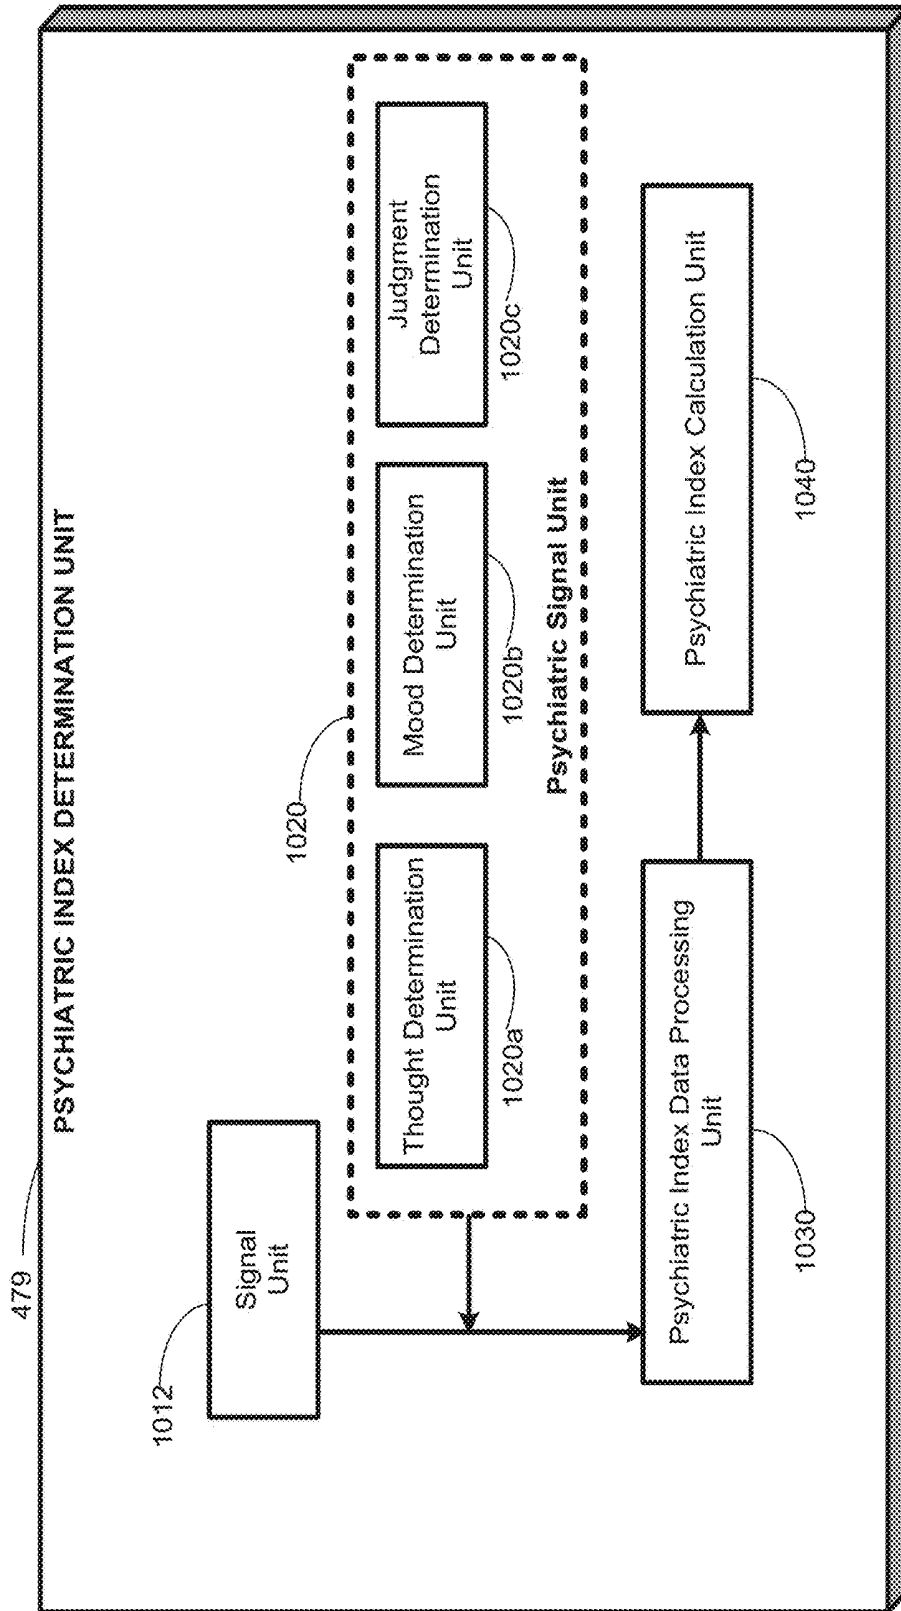 479
PSYCHIATRIC INDEX DETERMINATION UNIT
1012
Signal
Unit
1020
Thought Determination
Unit
1020a
Mood Determination
Unit
1020b
Judgment
Determination
Unit
1020c
Psychiatric Signal Unit
Psychiatric Index Data Processing
Unit
1030
Psychiatric Index Calculation Unit
1040